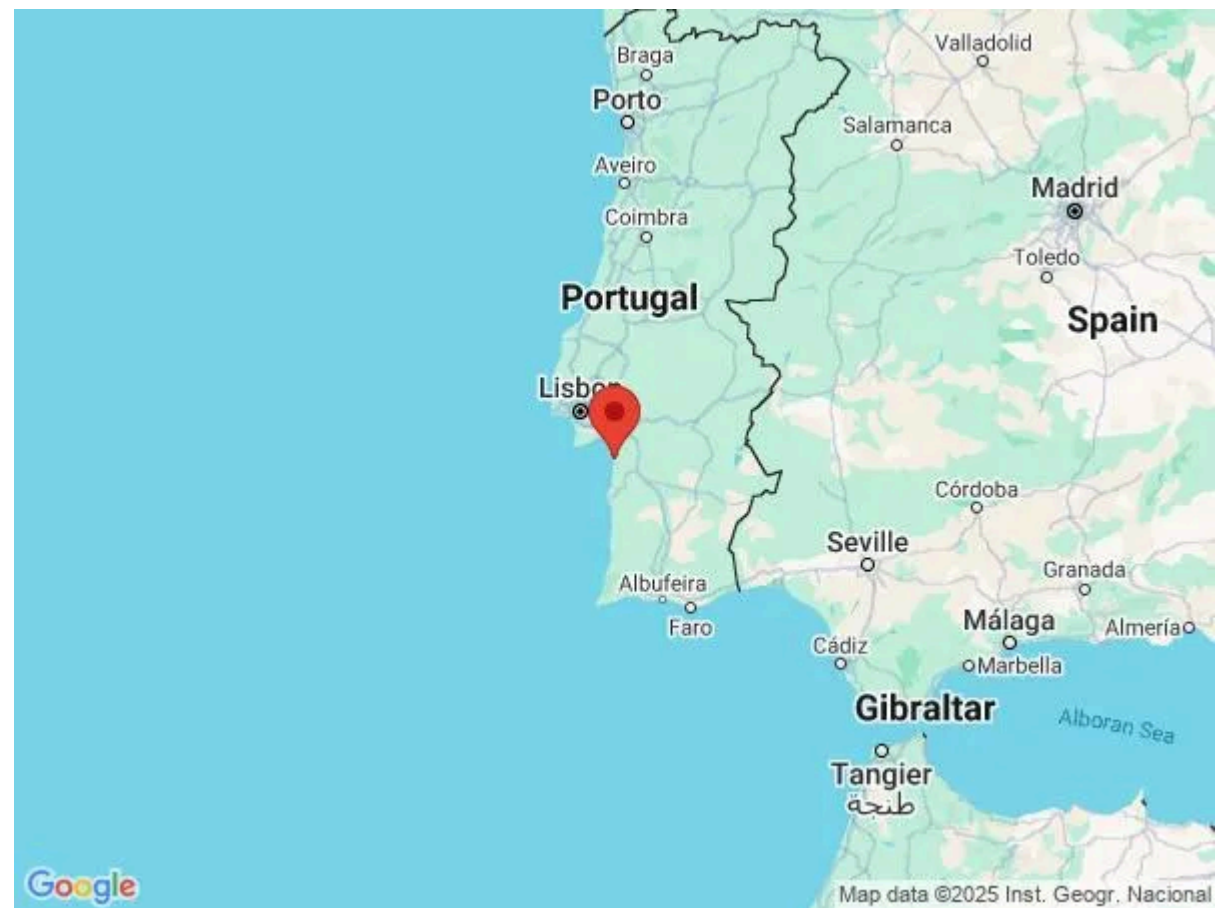 Braga
Valladolid
Porto
Salamanca
Aveiro
Madrid
Coimbra
Toledo
Portugal
Spain
Lisbon
Córdoba
Seville
Granada
Albufeira
Málaga
Almería
Faro
Cádiz
Marbella
Gibraltar
Alboran Sea
Tangier
طنجة
Google
Map data ©2025 Inst. Geogr. Nacional